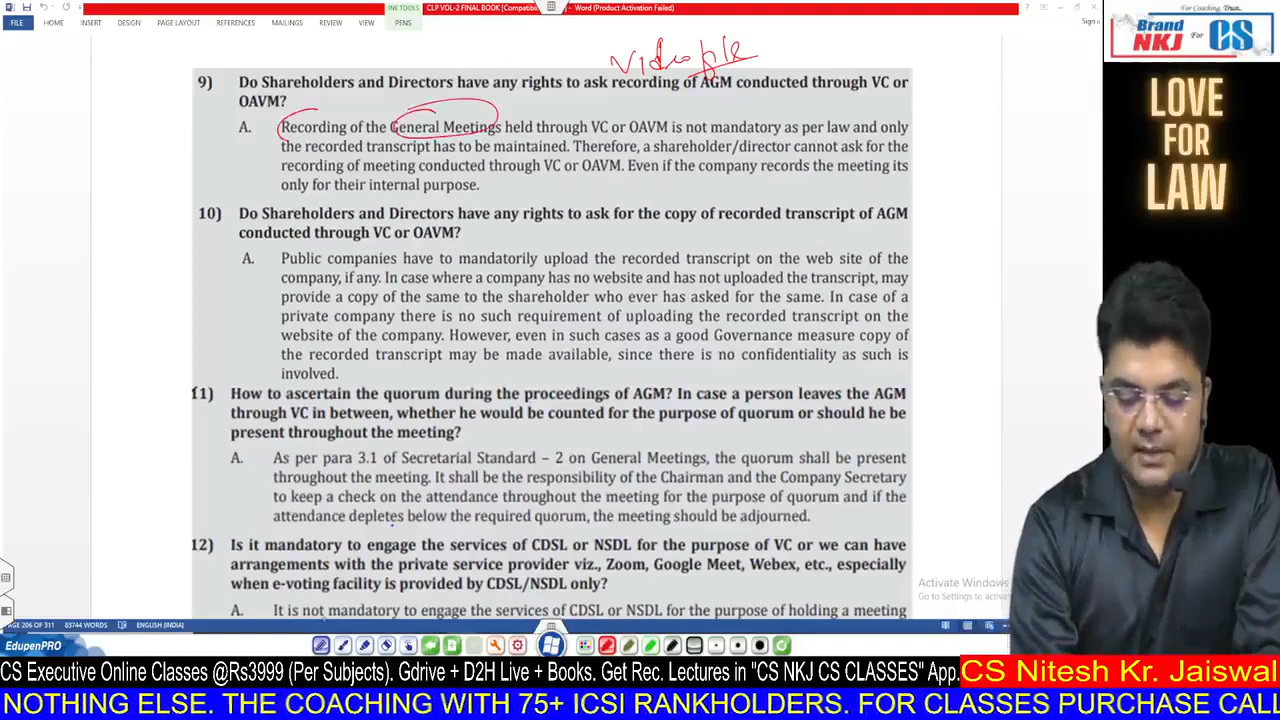 INK TOOLS
CLP VOL-2 FINAL BOOK [Compatibi
- Word (Product Activation Failed)
FILE HOME INSERT DESIGN PAGE LAYOUT REFERENCES MAILINGS REVIEW VIEW PENS
Sign
Video file
9) Do Shareholders and Directors have any rights to ask recording of AGM conducted through VC or
OAVM?
A. Recording of the General Meetings held through VC or OAVM is not mandatory as per law and only
the recorded transcript has to be maintained. Therefore, a shareholder/director cannot ask for the
recording of meeting conducted through VC or OAVM. Even if the company records the meeting its
only for their internal purpose.
10) Do Shareholders and Directors have any rights to ask for the copy of recorded transcript of AGM
conducted through VC or OAVM?
A. Public companies have to mandatorily upload the recorded transcript on the web site of the
company, if any. In case where a company has no website and has not uploaded the transcript, may
provide a copy of the same to the shareholder who ever has asked for the same. In case of a
private company there is no such requirement of uploading the recorded transcript on the
website of the company. However, even in such cases as a good Governance measure copy of
the recorded transcript may be made available, since there is no confidentiality as such is
involved.
11) How to ascertain the quorum during the proceedings of AGM? In case a person leaves the AGM
through VC in between, whether he would be counted for the purpose of quorum or should he be
present throughout the meeting?
A. As per para 3.1 of Secretarial Standard – 2 on General Meetings, the quorum shall be present
throughout the meeting. It shall be the responsibility of the Chairman and the Company Secretary
to keep a check on the attendance throughout the meeting for the purpose of quorum and if the
attendance depletes below the required quorum, the meeting should be adjourned.
12) Is it mandatory to engage the services of CDSL or NSDL for the purpose of VC or we can have
arrangements with the private service provider viz., Zoom, Google Meet, Webex, etc., especially
when e-voting facility is provided by CDSL/NSDL only?
A. It is not mandatory to engage the services of CDSL or NSDL for the purpose of holding a meeting
Activate Windows
Go to Settings to activat
PAGE 206 OF 311 83744 WORDS ENGLISH (INDIA)
EdupenPRO
For Coaching, Trust..
Brand
NKJ
For
CS
LOVE
FOR
LAW
CS Executive Online Classes @Rs3999 (Per Subjects). Gdrive + D2H Live + Books. Get Rec. Lectures in "CS NKJ CS CLASSES" App.
CS Nitesh Kr. Jaiswal
NOTHING ELSE. THE COACHING WITH 75+ ICSI RANKHOLDERS. FOR CLASSES PURCHASE CALL